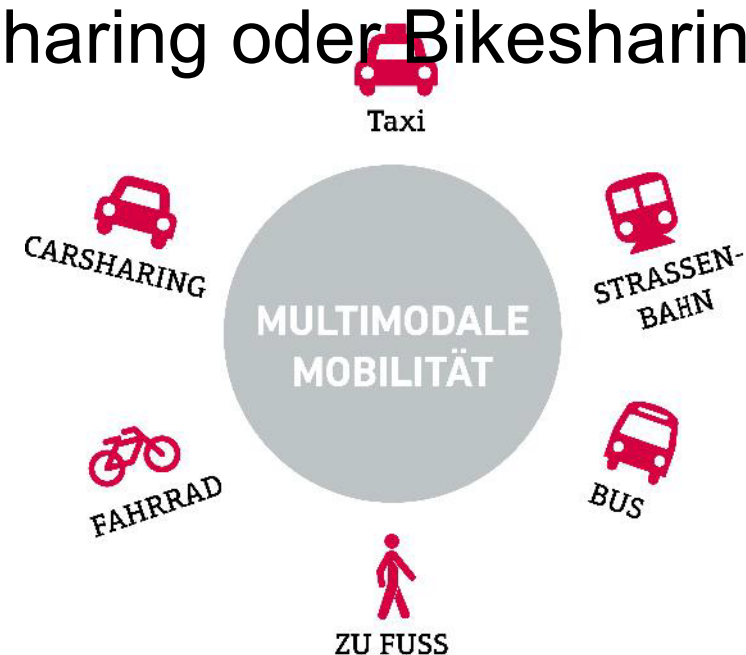 haring oder Bikesharin
Taxi
CARSHARING
STRASSEN-
BAHN
MULTIMODALE
MOBILITÄT
FAHRRAD
BUS
ZU FUSS